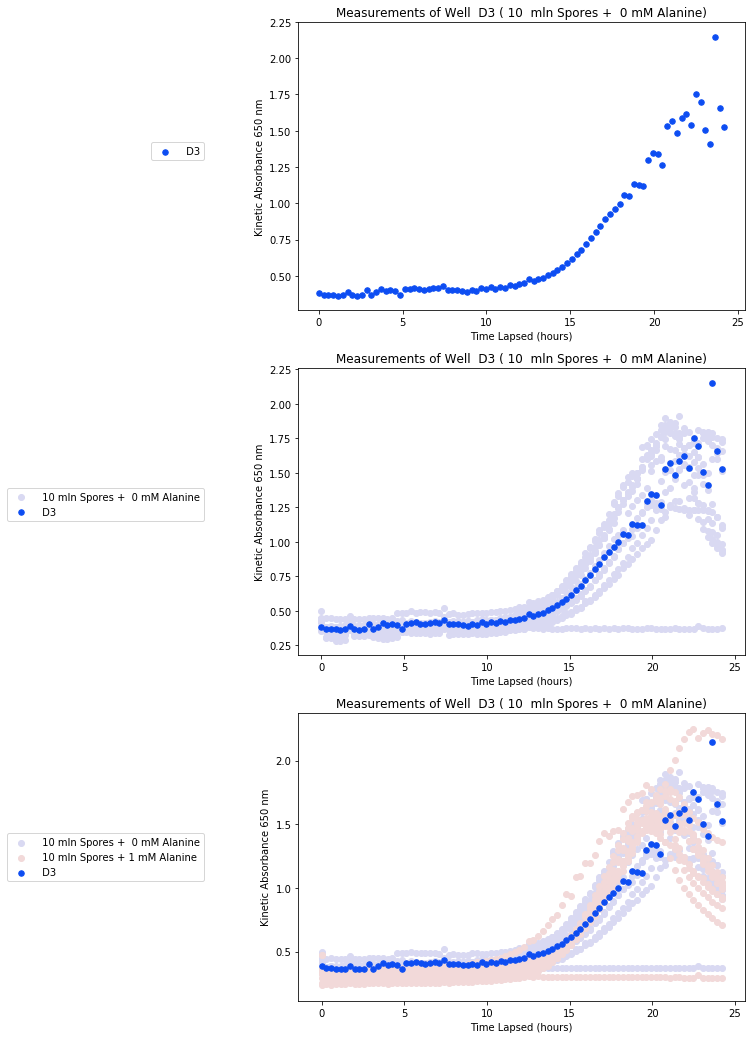 Measurements of Well  D3 ( 10  mln Spores +  0 mM Alanine)
2.25
2.00
1.75
1.50
1.25
1.00
0.75
0.50
Kinetic Absorbance 650 nm
D3
0
5
10
15
20
25
Time Lapsed (hours)
Measurements of Well  D3 ( 10  mln Spores +  0 mM Alanine)
2.25
2.00
1.75
1.50
1.25
1.00
0.75
0.50
0.25
Kinetic Absorbance 650 nm
10 mln Spores +  0 mM Alanine
D3
0
5
10
15
20
25
Time Lapsed (hours)
Measurements of Well  D3 ( 10  mln Spores +  0 mM Alanine)
2.0
1.5
1.0
0.5
Kinetic Absorbance 650 nm
10 mln Spores +  0 mM Alanine
10 mln Spores + 1 mM Alanine
D3
0
5
10
15
20
25
Time Lapsed (hours)